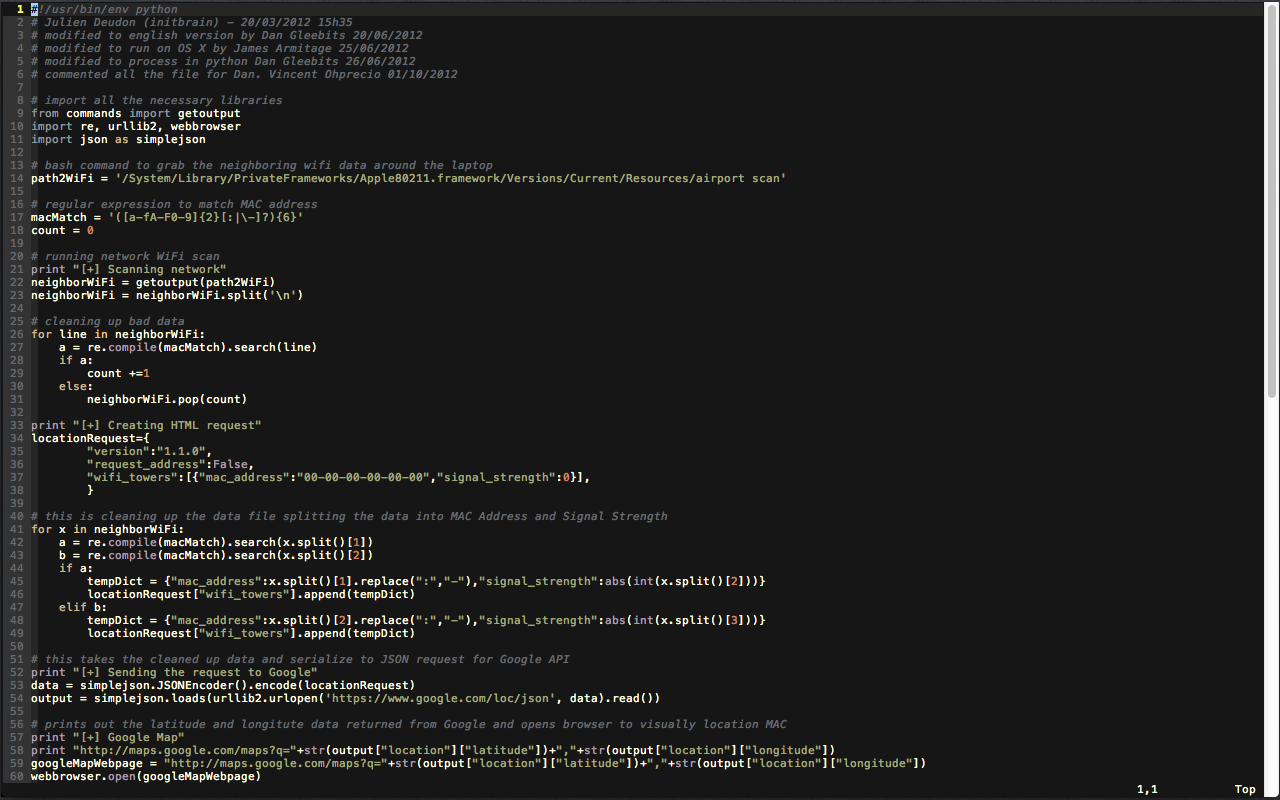 1 #!/usr/bin/env python
2 # Julien Deudon (initbrain) - 20/03/2012 15h35
3 # modified to english version by Dan Gleebits 20/06/2012
4 # modified to run on OS X by James Armitage 25/06/2012
5 # modified to process in python Dan Gleebits 26/06/2012
6 # commented all the file for Dan. Vincent Ohprecio 01/10/2012
7
8 # import all the necessary libraries
9 from commands import getoutput
10 import re, urllib2, webbrowser
11 import json as simplejson
12
13 # bash command to grab the neighboring wifi data around the laptop
14 path2WiFi = '/System/Library/PrivateFrameworks/Apple80211.framework/Versions/Current/Resources/airport scan'
15
16 # regular expression to match MAC address
17 macMatch = '([a-fA-F0-9]{2}[:|\-]?){6}'
18 count = 0
19
20 # running network WiFi scan
21 print "[+] Scanning network"
22 neighborWiFi = getoutput(path2WiFi)
23 neighborWiFi = neighborWiFi.split('\n')
24
25 # cleaning up bad data
26 for line in neighborWiFi:
27     a = re.compile(macMatch).search(line)
28     if a:
29         count +=1
30     else:
31         neighborWiFi.pop(count)
32
33 print "[+] Creating HTML request"
34 locationRequest={
35         "version":"1.1.0",
36         "request_address":False,
37         "wifi_towers":[{"mac_address":"00-00-00-00-00-00","signal_strength":0}],
38         }
39
40 # this is cleaning up the data file splitting the data into MAC Address and Signal Strength
41 for x in neighborWiFi:
42     a = re.compile(macMatch).search(x.split()[1])
43     b = re.compile(macMatch).search(x.split()[2])
44     if a:
45         tempDict = {"mac_address":x.split()[1].replace(":","-"),"signal_strength":abs(int(x.split()[2]))}
46         locationRequest["wifi_towers"].append(tempDict)
47     elif b:
48         tempDict = {"mac_address":x.split()[2].replace(":","-"),"signal_strength":abs(int(x.split()[3]))}
49         locationRequest["wifi_towers"].append(tempDict)
50
51 # this takes the cleaned up data and serialize to JSON request for Google API
52 print "[+] Sending the request to Google"
53 data = simplejson.JSONEncoder().encode(locationRequest)
54 output = simplejson.loads(urllib2.urlopen('https://www.google.com/loc/json', data).read())
55
56 # prints out the latitude and longitute data returned from Google and opens browser to visually location MAC
57 print "[+] Google Map"
58 print "http://maps.google.com/maps?q="+str(output["location"]["latitude"])+","+str(output["location"]["longitude"])
59 googleMapWebpage = "http://maps.google.com/maps?q="+str(output["location"]["latitude"])+","+str(output["location"]["longitude"])
60 webbrowser.open(googleMapWebpage)
1,1 Top